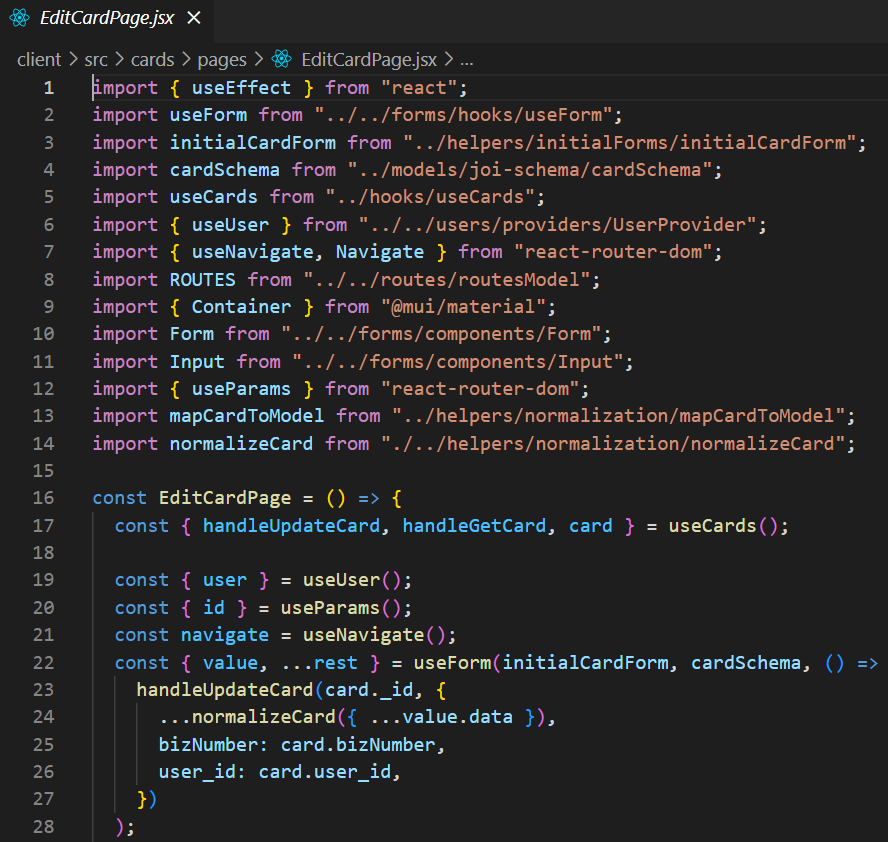 EditCardPage.jsx
client > src > cards > pages > EditCardPage.jsx > ...
1 import { useEffect } from "react";
2 import useForm from "../../forms/hooks/useForm";
3 import initialCardForm from "../helpers/initialForms/initialCardForm";
4 import cardSchema from "../models/joi-schema/cardSchema";
5 import useCards from "../hooks/useCards";
6 import { useUser } from "../../users/providers/UserProvider";
7 import { useNavigate, Navigate } from "react-router-dom";
8 import ROUTES from "../../routes/routesModel";
9 import { Container } from "@mui/material";
10 import Form from "../../forms/components/Form";
11 import Input from "../../forms/components/Input";
12 import { useParams } from "react-router-dom";
13 import mapCardToModel from "../helpers/normalization/mapCardToModel";
14 import normalizeCard from "./../helpers/normalization/normalizeCard";
15
16 const EditCardPage = () => {
17   const { handleUpdateCard, handleGetCard, card } = useCards();
18
19   const { user } = useUser();
20   const { id } = useParams();
21   const navigate = useNavigate();
22   const { value, ...rest } = useForm(initialCardForm, cardSchema, () =>
23     handleUpdateCard(card._id, {
24       ...normalizeCard({ ...value.data }),
25       bizNumber: card.bizNumber,
26       user_id: card.user_id,
27     })
28   );